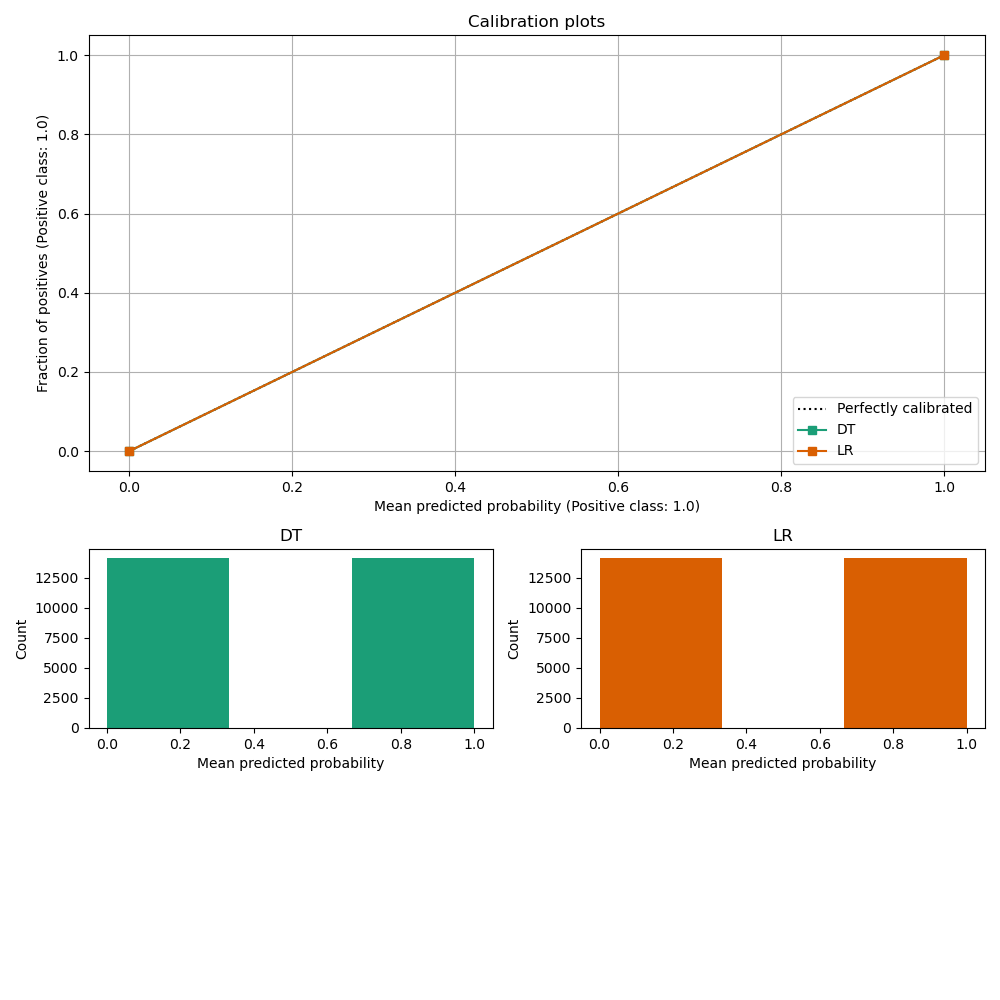 Calibration plots
Fraction of positives (Positive class: 1.0)
1.0
0.8
0.6
0.4
0.2
0.0
Perfectly calibrated
DT
LR
0.0 0.2 0.4 0.6 0.8 1.0
Mean predicted probability (Positive class: 1.0)
DT
Count
12500
10000
7500
5000
2500
0
0.0 0.2 0.4 0.6 0.8 1.0
Mean predicted probability
LR
Count
12500
10000
7500
5000
2500
0
0.0 0.2 0.4 0.6 0.8 1.0
Mean predicted probability